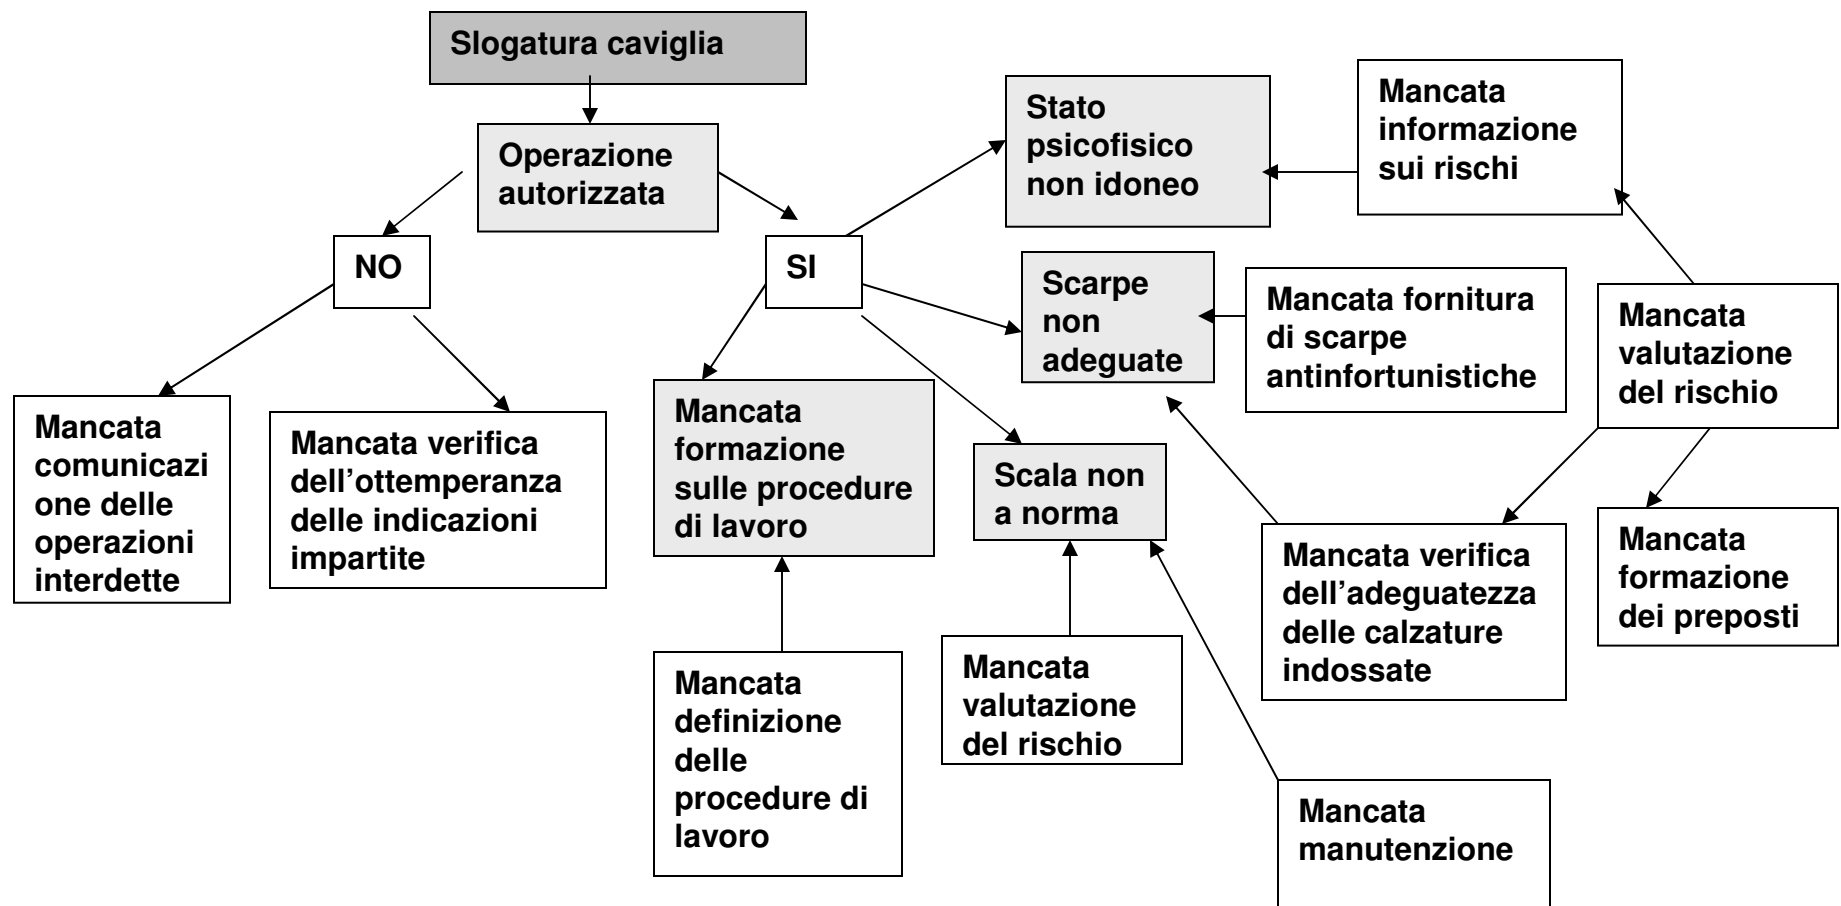 Slogatura caviglia
Operazione
autorizzata
NO
SI
Stato
psicofisico
non idoneo
Mancata
informazione
sui rischi
Scarpe
non
adeguate
Mancata fornitura
di scarpe
antinfortunistiche
Mancata
valutazione
del rischio
Mancata
comunicazi
one delle
operazioni
interdette
Mancata verifica
dell'ottemperanza
delle indicazioni
impartite
Mancata
formazione
sulle procedure
di lavoro
Scala non
a norma
Mancata verifica
dell'adeguatezza
delle calzature
indossate
Mancata
formazione
dei preposti
Mancata
definizione
delle
procedure di
lavoro
Mancata
valutazione
del rischio
Mancata
manutenzione